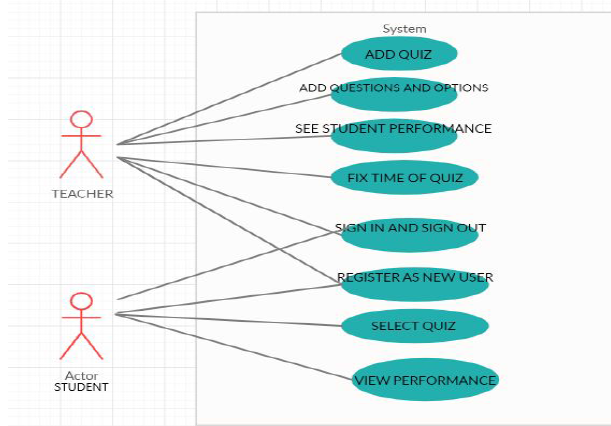 System
ADD QUIZ
ADD QUESTIONS AND OPTIONS
SEE STUDENT PERFORMANCE
FIX TIME OF QUIZ
TEACHER
SIGN IN AND SIGN OUT
REGISTER AS NEW USER
SELECT QUIZ
Actor
STUDENT
VIEW PERFORMANCE